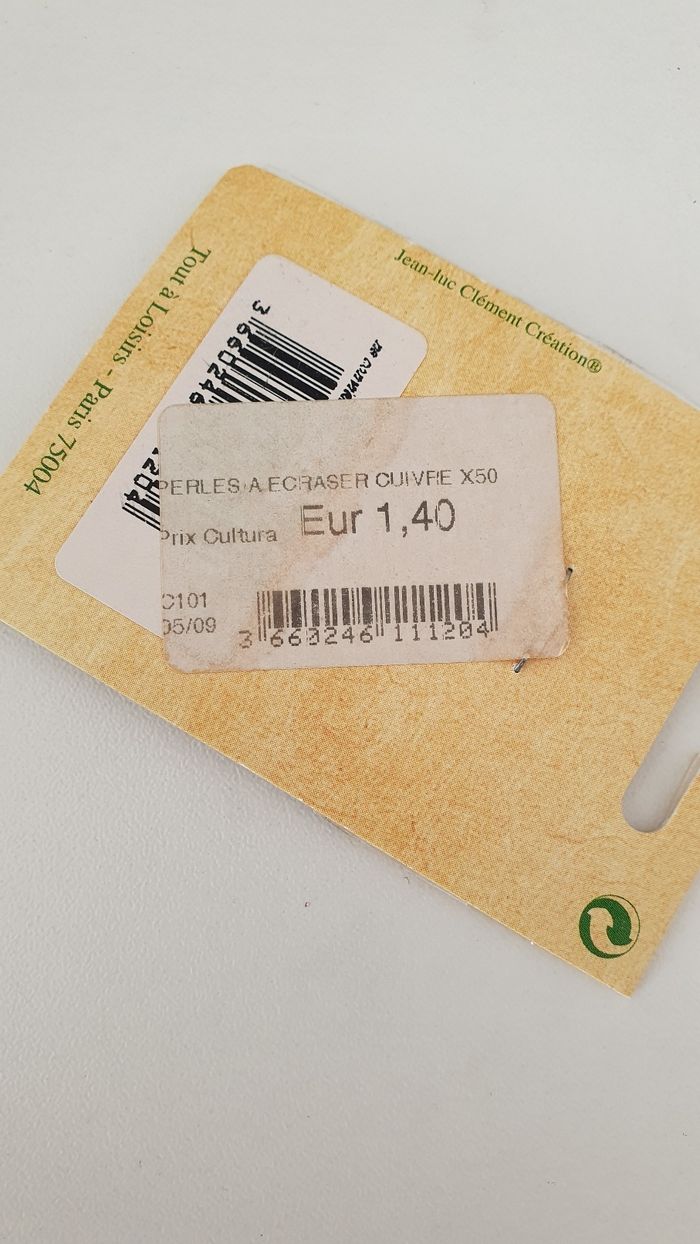 Jean-luc Clément Création®
Tout à Loisirs - Paris 75004
PERLES A ECRASER CUIVRE X50
Prix Cultura Eur 1,40
C101
05/09
3 660246 111204